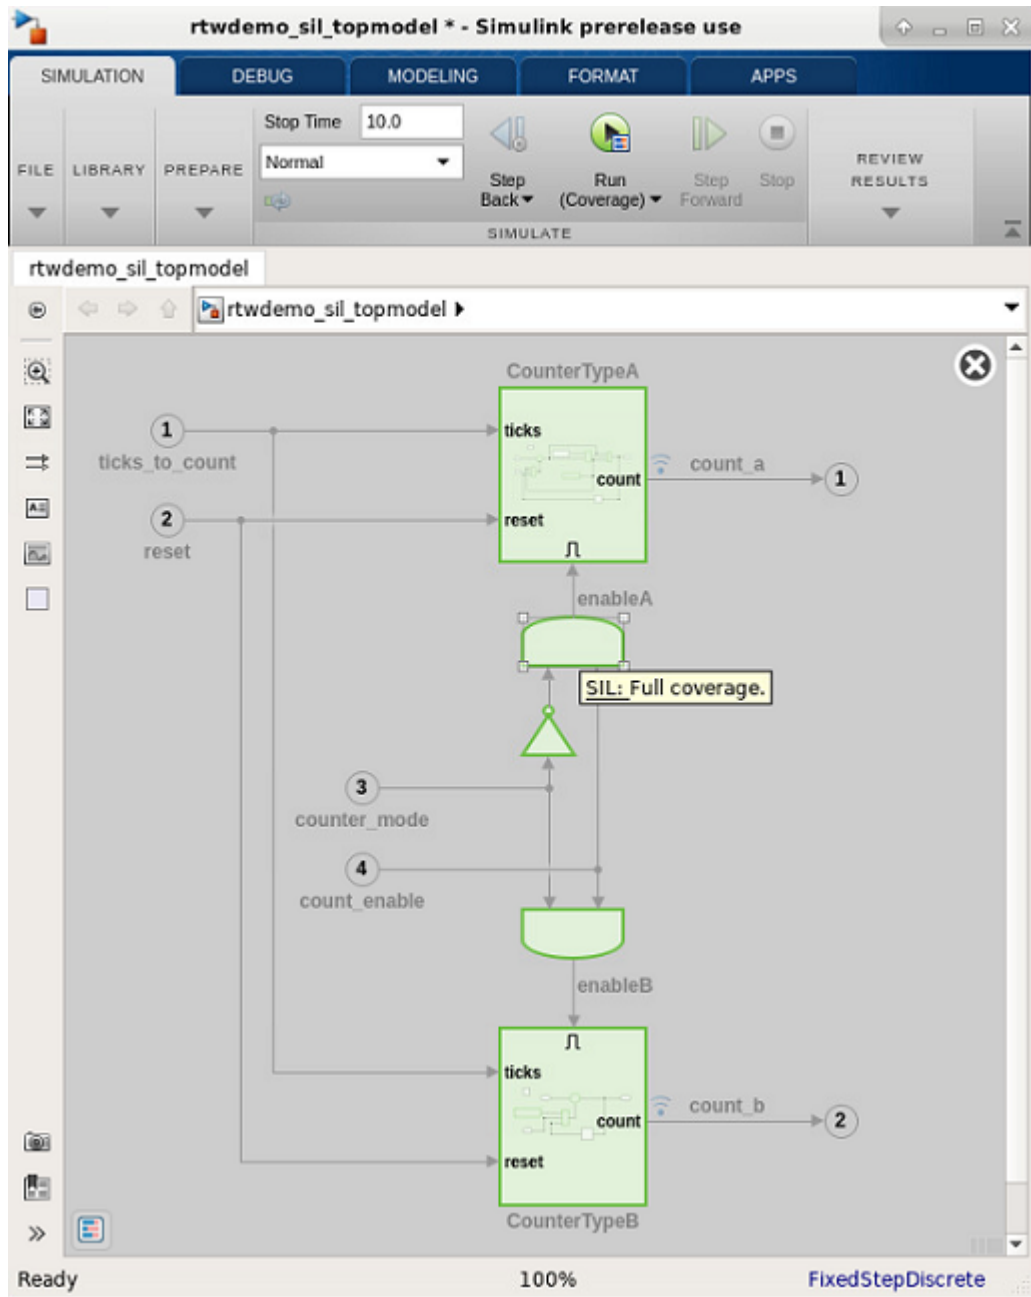 rtwdemo_sil_topmodel * - Simulink prerelease use
SIMULATION DEBUG MODELING FORMAT APPS
Stop Time 10.0
Normal
FILE LIBRARY PREPARE
Step Back
Run (Coverage)
Step Forward
Stop
REVIEW RESULTS
SIMULATE
rtwdemo_sil_topmodel
rtwdemo_sil_topmodel
CounterTypeA
1
ticks_to_count
ticks
count
count_a
1
2
reset
reset
enableA
SIL: Full coverage.
3
counter_mode
4
count_enable
enableB
ticks
count
count_b
2
reset
CounterTypeB
Ready 100% FixedStepDiscrete